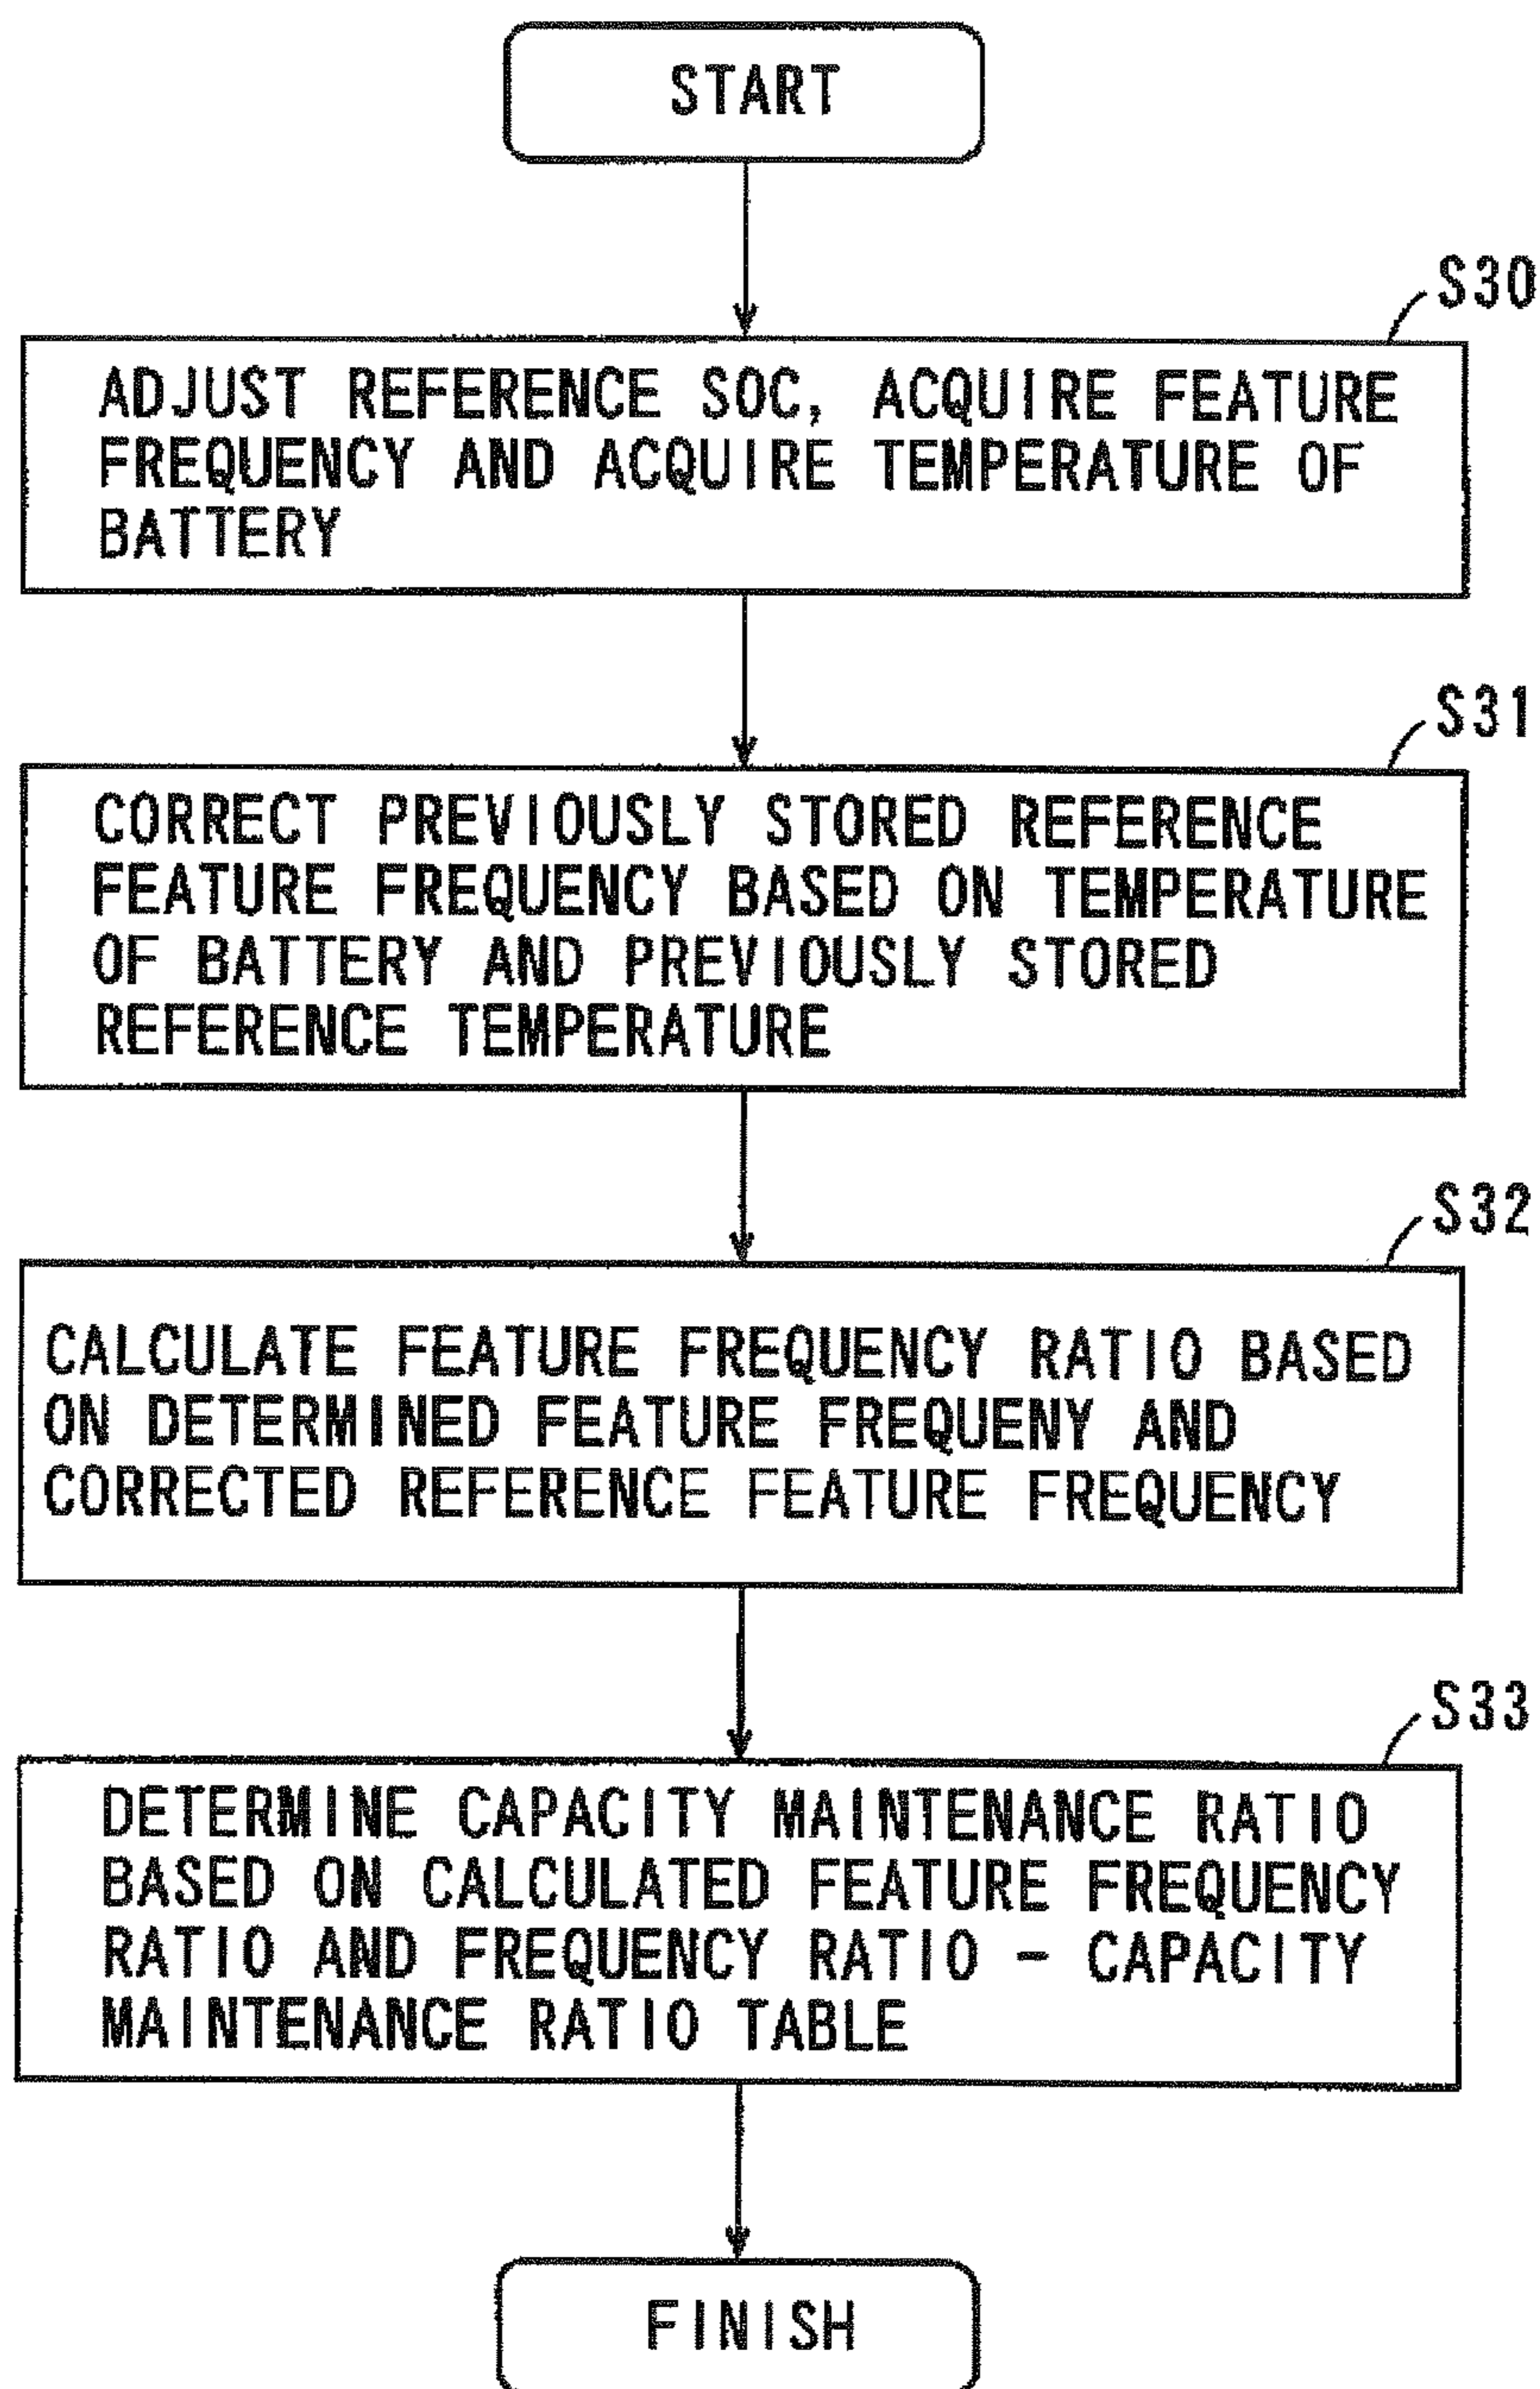 START
S30
ADJUST REFERENCE SOC, ACQUIRE FEATURE
FREQUENCY AND ACQUIRE TEMPERATURE OF
BATTERY
S31
CORRECT PREVIOUSLY STORED REFERENCE
FEATURE FREQUENCY BASED ON TEMPERATURE
OF BATTERY AND PREVIOUSLY STORED
REFERENCE TEMPERATURE
S32
CALCULATE FEATURE FREQUENCY RATIO BASED
ON DETERMINED FEATURE FREQUENY AND
CORRECTED REFERENCE FEATURE FREQUENCY
S33
DETERMINE CAPACITY MAINTENANCE RATIO
BASED ON CALCULATED FEATURE FREQUENCY
RATIO AND FREQUENCY RATIO - CAPACITY
MAINTENANCE RATIO TABLE
FINISH